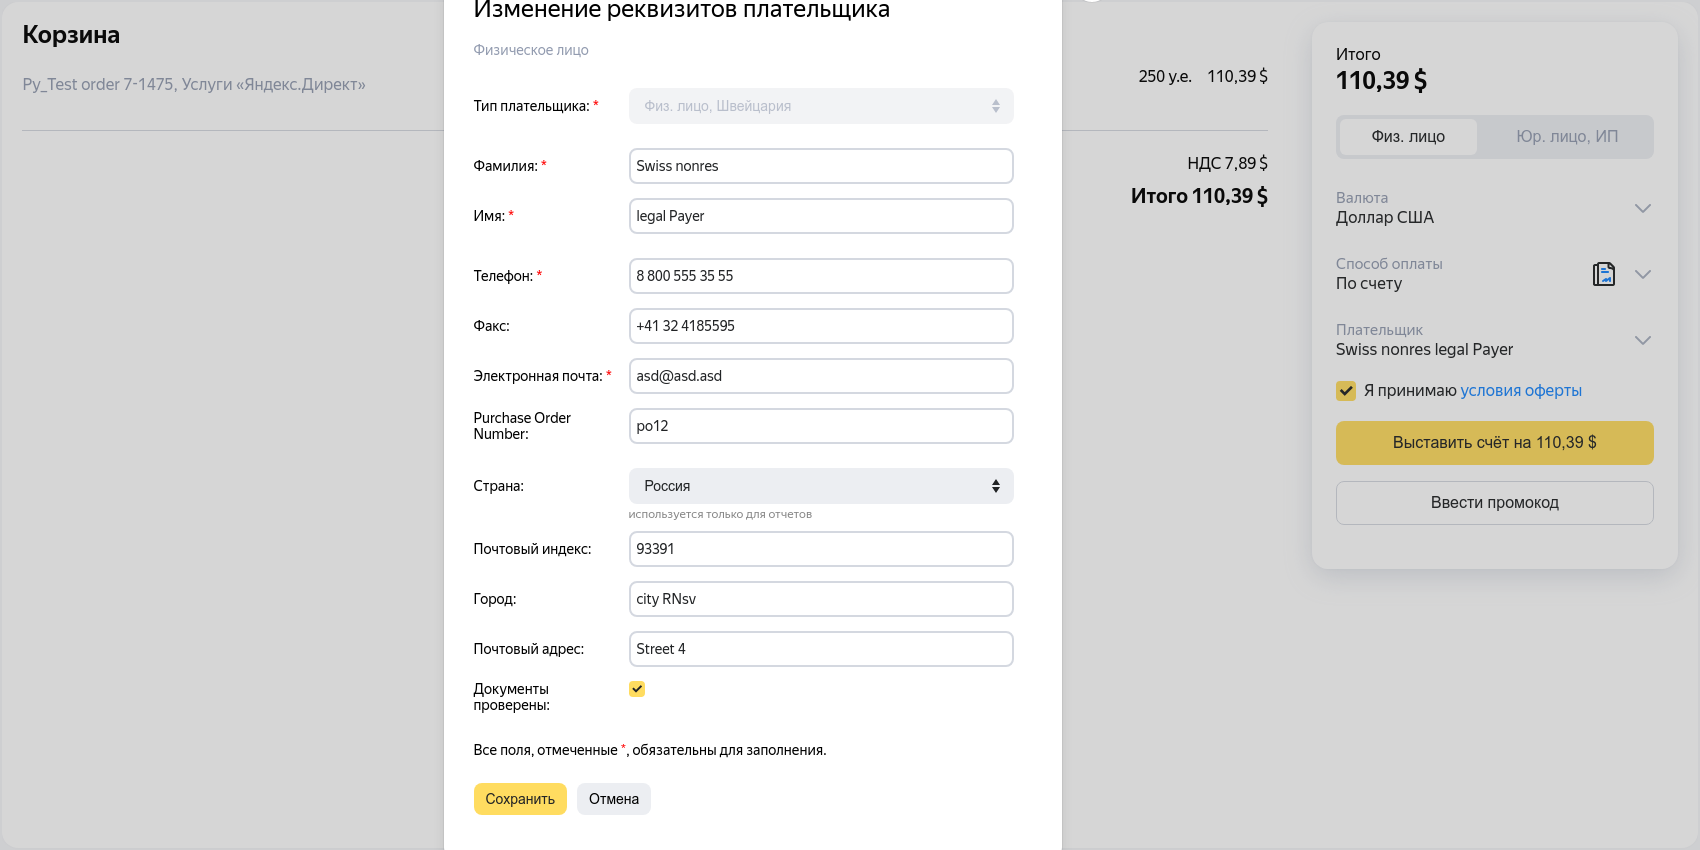 Корзина
Py_Test order 7-1475, Услуги «Яндекс.Директ»
Изменение реквизитов плательщика
Физическое лицо
Тип плательщика: *
Физ. лицо, Швейцария
Фамилия: *
Swiss nonres
Имя: *
legal Payer
Телефон: *
8 800 555 35 55
Факс:
+41 32 4185595
Электронная почта: *
asd@asd.asd
Purchase Order
Number:
po12
Страна:
Россия
используется только для отчетов
Почтовый индекс:
93391
Город:
city RNsv
Почтовый адрес:
Street 4
Документы
проверены:
Все поля, отмеченные *, обязательны для заполнения.
Сохранить
Отмена
250 у.е. 110,39 $
НДС 7,89 $
Итого 110,39 $
Итого
110,39 $
Физ. лицо
Юр. лицо, ИП
Валюта
Доллар США
Способ оплаты
По счету
Плательщик
Swiss nonres legal Payer
Я принимаю условия оферты
Выставить счёт на 110,39 $
Ввести промокод